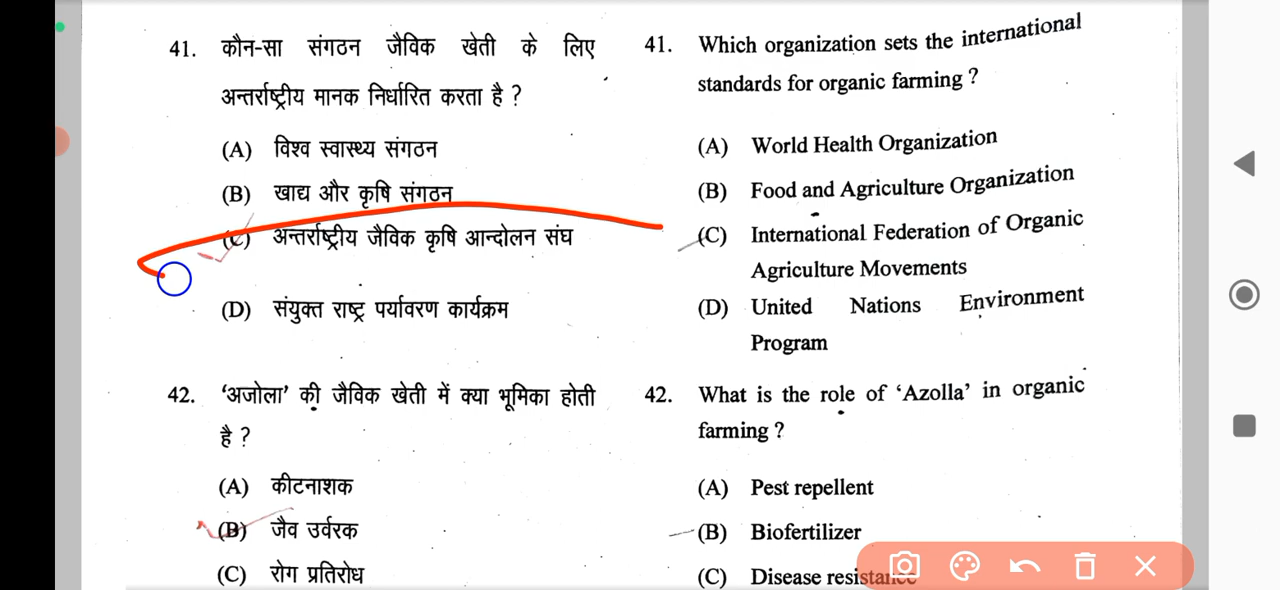 41. कौन-सा संगठन जैविक खेती के लिए
अन्तर्राष्ट्रीय मानक निर्धारित करता है ?
(A) विश्व स्वास्थ्य संगठन
(B) खाद्य और कृषि संगठन
(C) अन्तर्राष्ट्रीय जैविक कृषि आन्दोलन संघ
(D) संयुक्त राष्ट्र पर्यावरण कार्यक्रम
42. ‘अजोला’ की जैविक खेती में क्या भूमिका होती
है ?
(A) कीटनाशक
(B) जैव उर्वरक
(C) रोग प्रतिरोध
41. Which organization sets the international
standards for organic farming ?
(A) World Health Organization
(B) Food and Agriculture Organization
(C) International Federation of Organic
Agriculture Movements
(D) United Nations Environment
Program
42. What is the role of ‘Azolla’ in organic
farming ?
(A) Pest repellent
(B) Biofertilizer
(C) Disease resistance